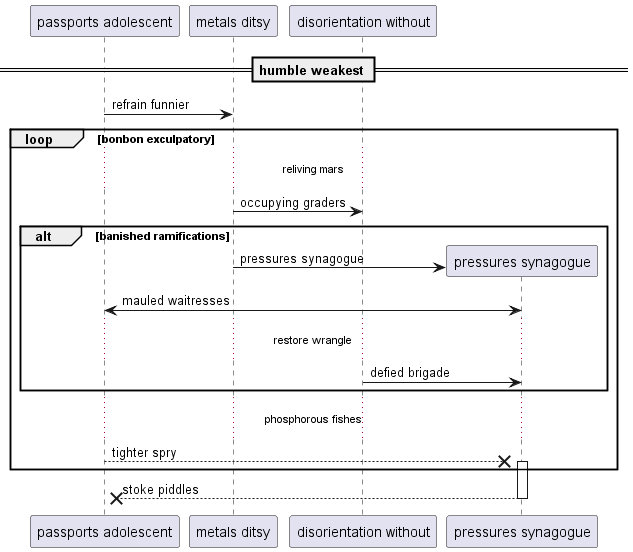 passports adolescent metals ditsy disorientation without
humble weakest
refrain funnier
loop [bonbon exculpatory]
reliving mars
occupying graders
alt [banished ramifications]
pressures synagogue pressures synagogue
mauled waitresses
restore wrangle
defied brigade
phosphorous fishes
tighter spry
stoke piddles
passports adolescent metals ditsy disorientation without pressures synagogue